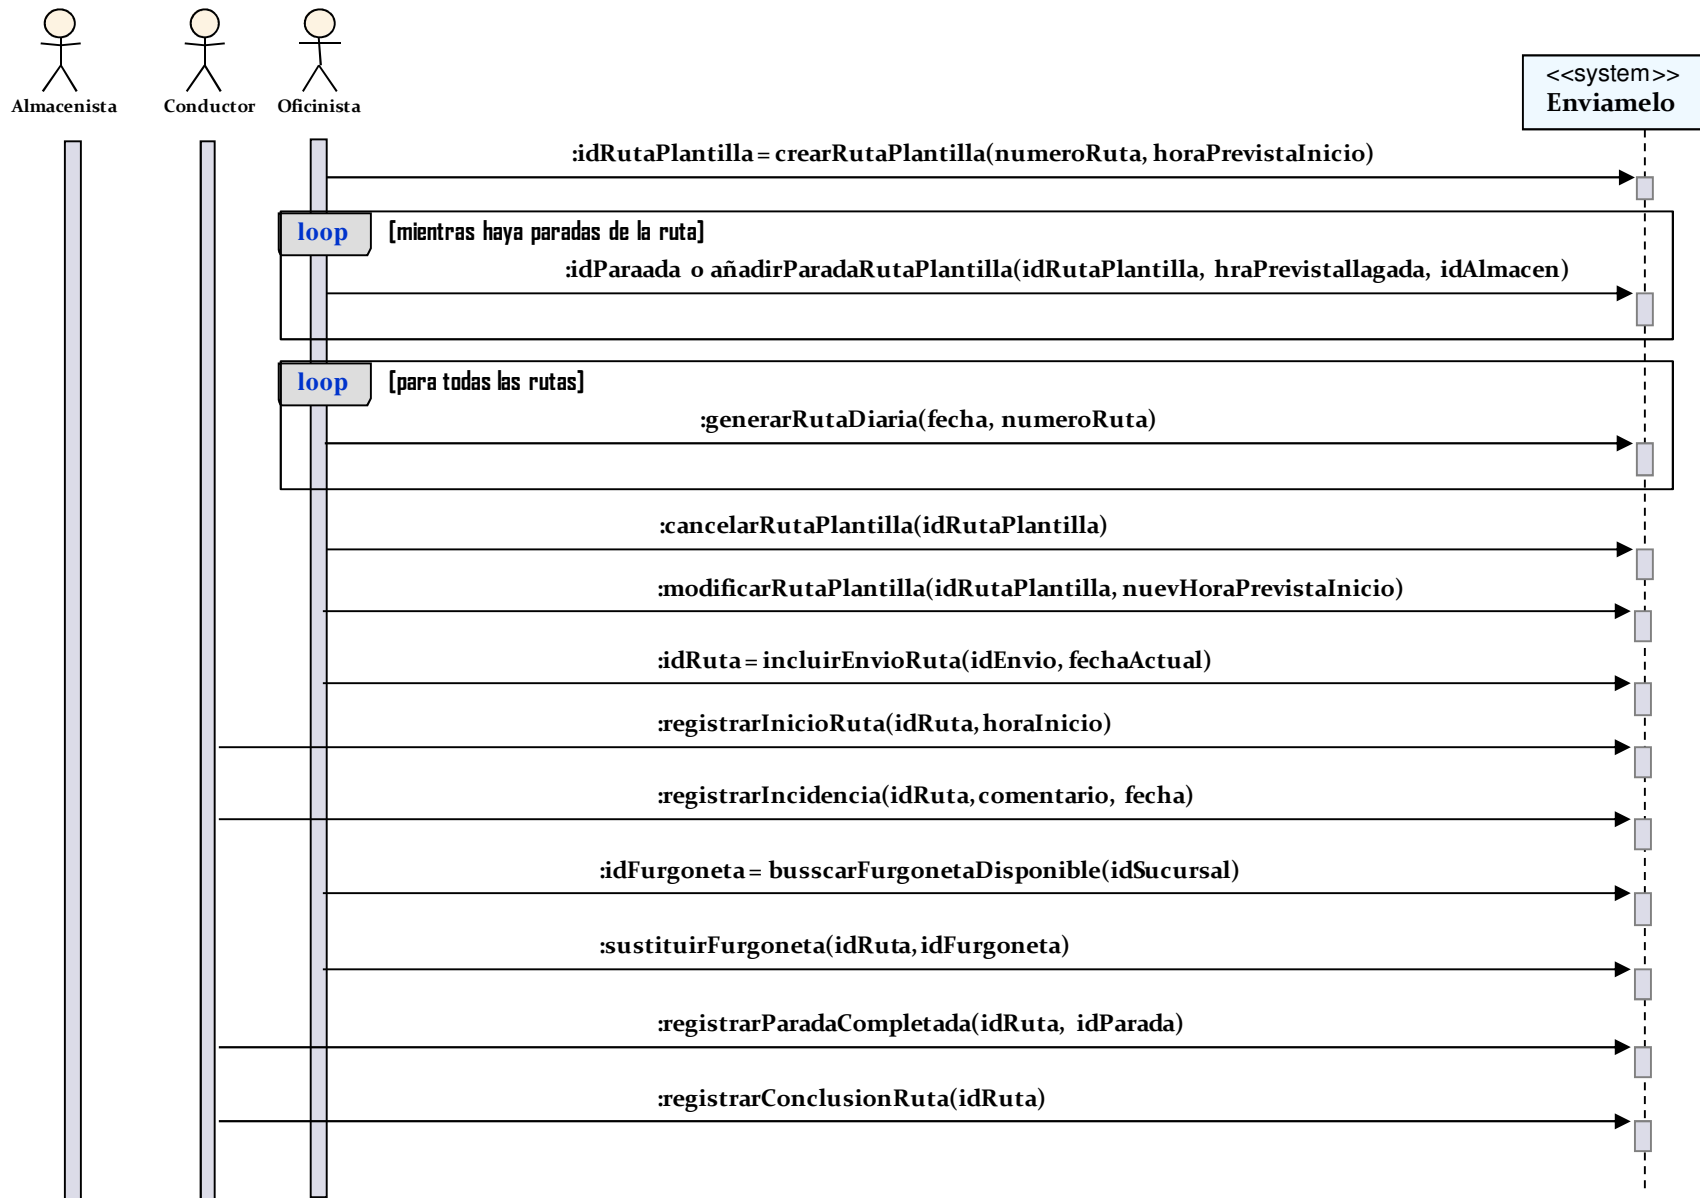 Almacenista
Conductor
Oficinista
<<system>>
Enviamelo
:idRutaPlantilla = crearRutaPlantilla(numeroRuta, horaPrevistaInicio)
loop
[mientras haya paradas de la ruta]
:idParaada o añadirParadaRutaPlantilla(idRutaPlantilla, hraPrevistallagada, idAlmacen)
loop
[para todas las rutas]
:generarRutaDiaria(fecha, numeroRuta)
:cancelarRutaPlantilla(idRutaPlantilla)
:modificarRutaPlantilla(idRutaPlantilla, nuevHoraPrevistaInicio)
:idRuta = incluirEnvioRuta(idEnvio, fechaActual)
:registrarInicioRuta(idRuta, horaInicio)
:registrarIncidencia(idRuta, comentario, fecha)
:idFurgoneta = busscarFurgonetaDisponible(idSucursal)
:sustituirFurgoneta(idRuta, idFurgoneta)
:registrarParadaCompletada(idRuta, idParada)
:registrarConclusionRuta(idRuta)